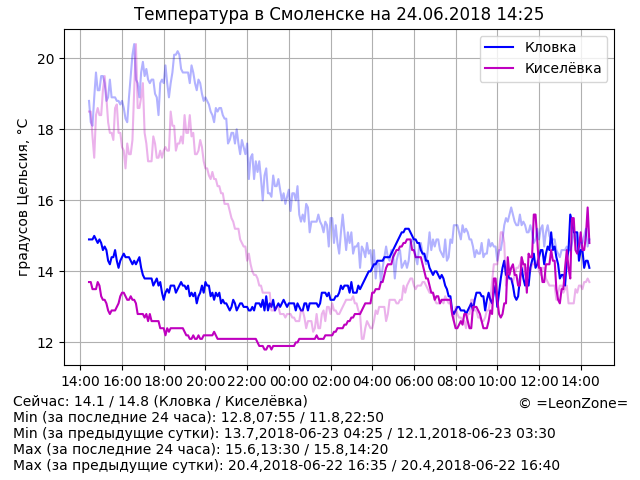 Температура в Смоленске на 24.06.2018 14:25
Кловка
Киселёвка
градусов Цельсия, °C
20
18
16
14
12
14:00 16:00 18:00 20:00 22:00 00:00 02:00 04:00 06:00 08:00 10:00 12:00 14:00
Сейчас: 14.1 / 14.8 (Кловка / Киселёвка)
© =LeonZone=
Min (за последние 24 часа): 12.8,07:55 / 11.8,22:50
Min (за предыдущие сутки): 13.7,2018-06-23 04:25 / 12.1,2018-06-23 03:30
Max (за последние 24 часа): 15.6,13:30 / 15.8,14:20
Max (за предыдущие сутки): 20.4,2018-06-22 16:35 / 20.4,2018-06-22 16:40